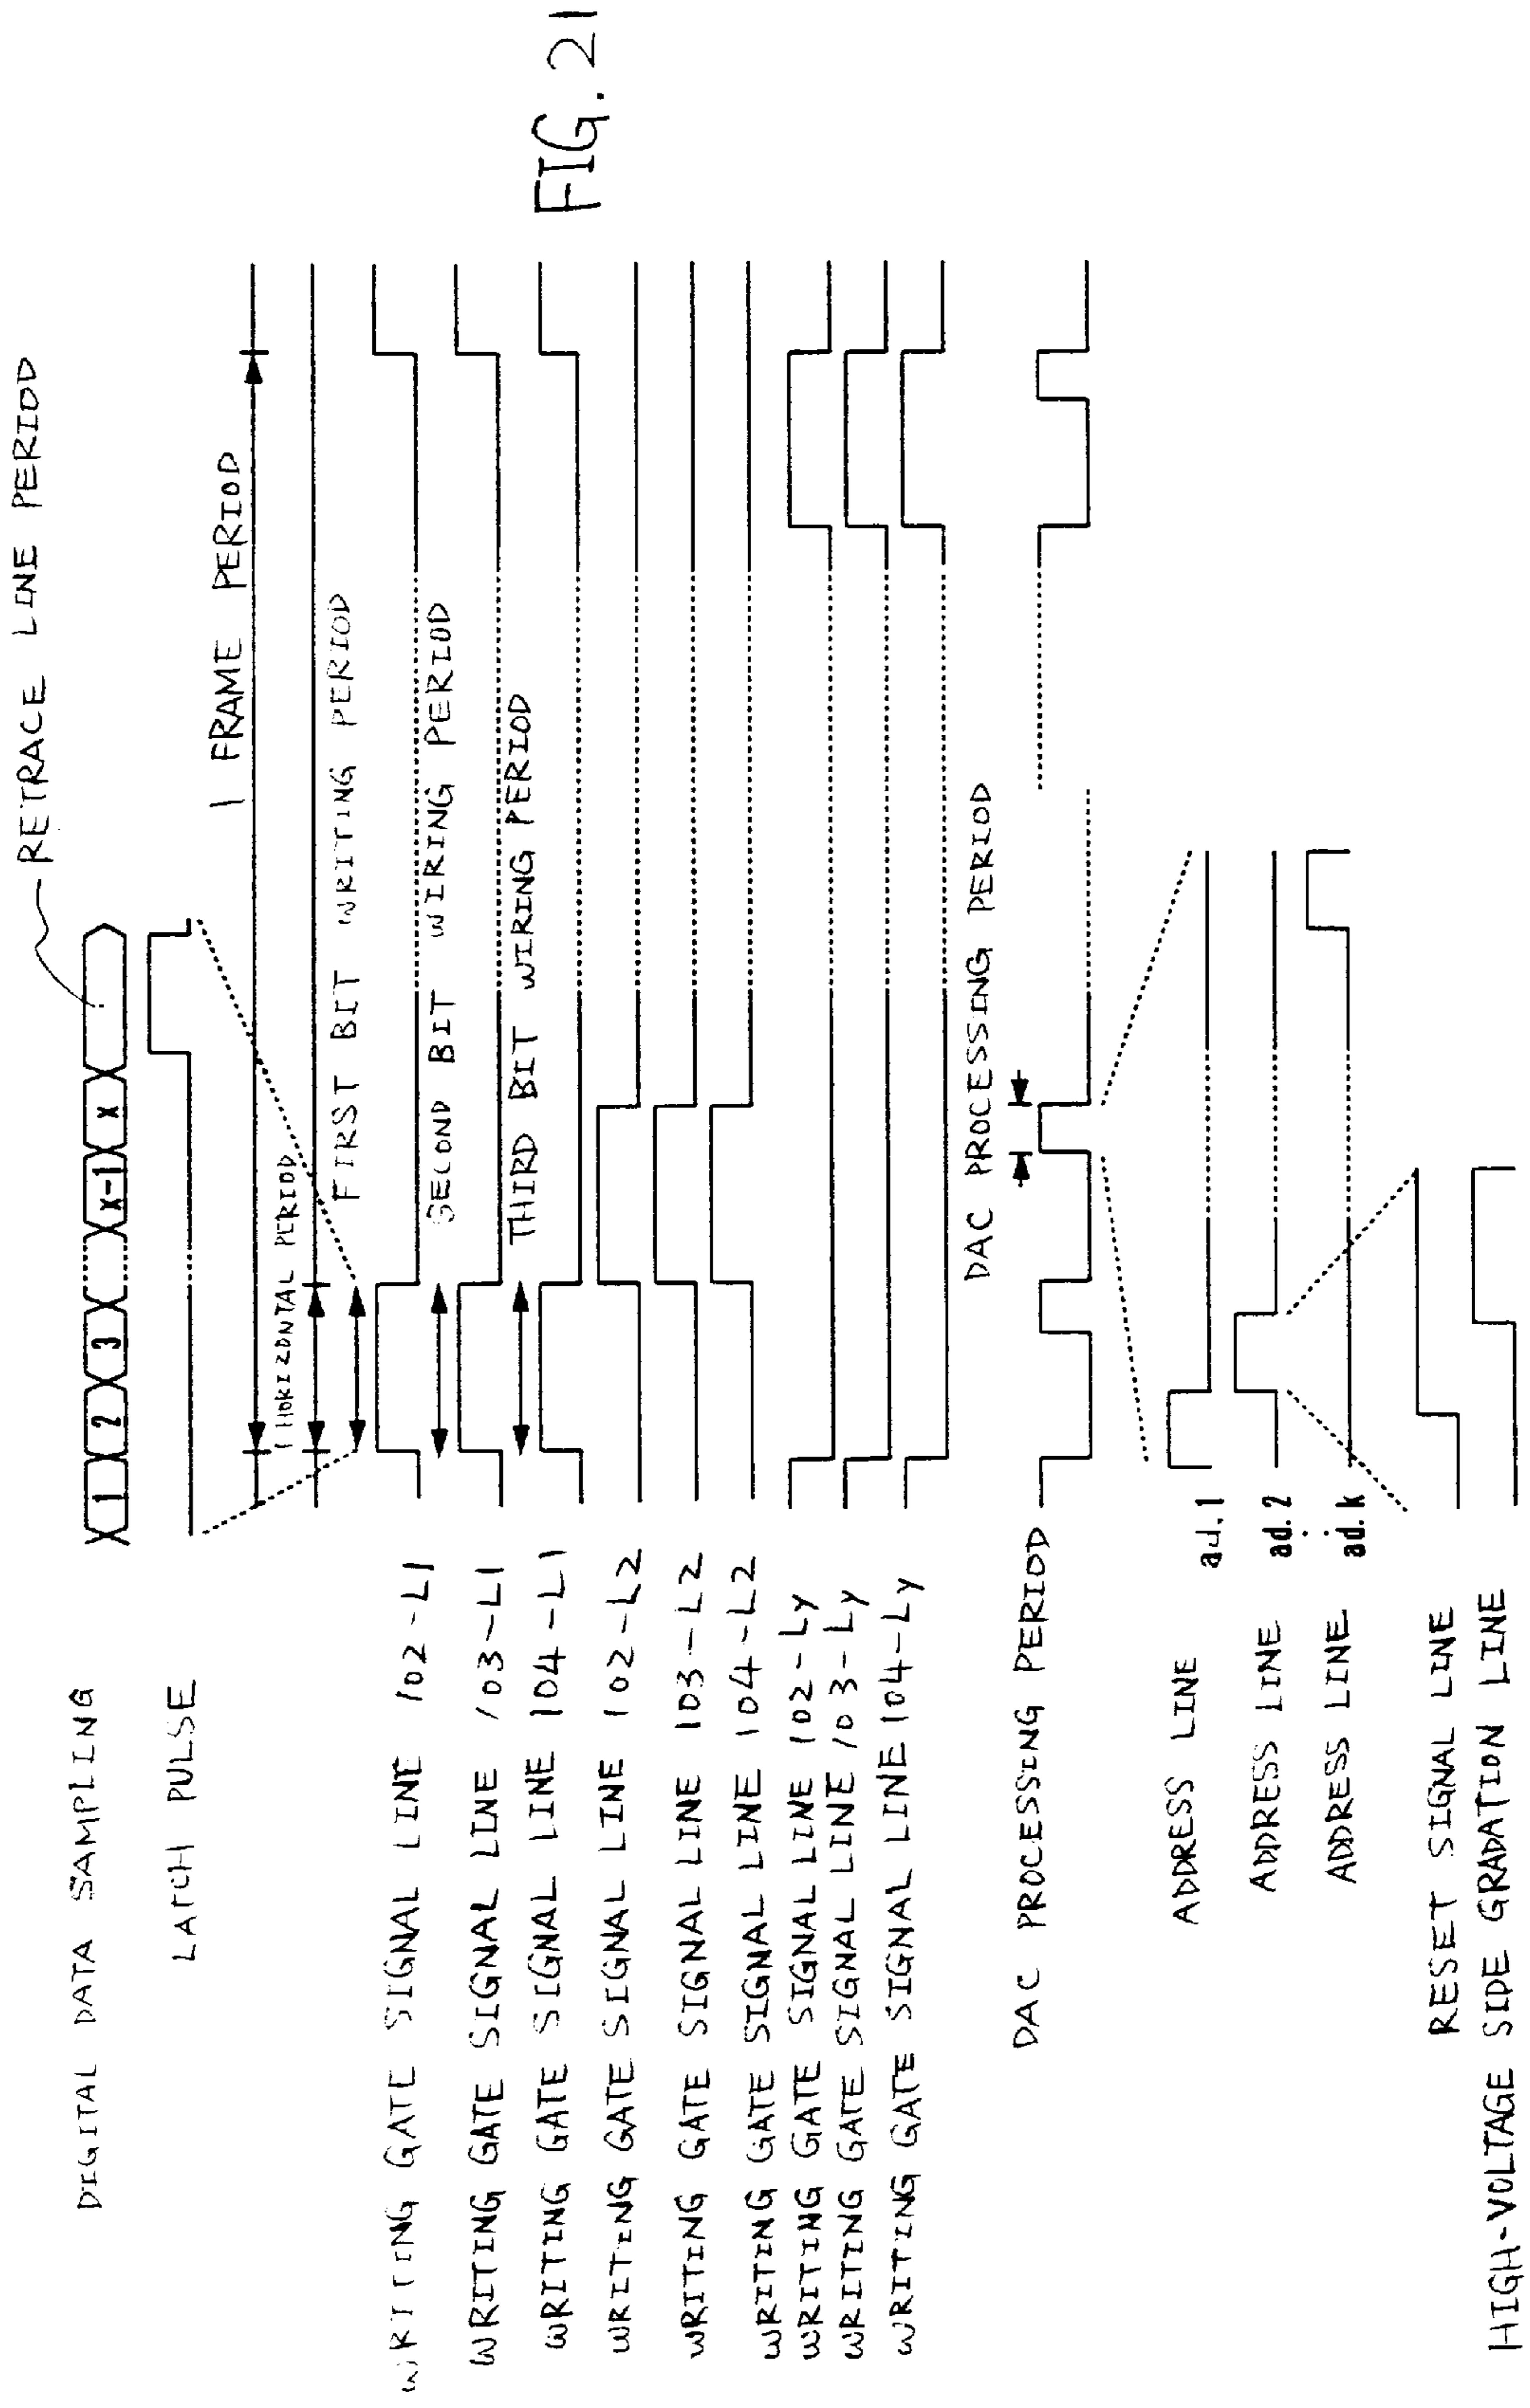 RETRACE LINE PERIOD
DIGITAL DATA SAMPLING
1 2 3 x-1 x
LATCH PULSE
1 FRAME PERIOD
1 HORIZONTAL PERIOD
FIRST BIT WRITING PERIOD
WRITING GATE SIGNAL LINE 102-L1
SECOND BIT WIRING PERIOD
WRITING GATE SIGNAL LINE 103-L1
THIRD BIT WIRING PERIOD
WRITING GATE SIGNAL LINE 104-L1
WRITING GATE SIGNAL LINE 102-L2
WRITING GATE SIGNAL LINE 103-L2
WRITING GATE SIGNAL LINE 104-L2
WRITING GATE SIGNAL LINE 102-Ly
WRITING GATE SIGNAL LINE 103-Ly
WRITING GATE SIGNAL LINE 104-Ly
DAC PROCESSING PERIOD
DAC PROCESSING PERIOD
ADDRESS LINE ad.1
ADDRESS LINE ad.2
ADDRESS LINE ad.k
RESET SIGNAL LINE
HIGH-VOLTAGE SIDE GRADATION LINE
FIG. 21